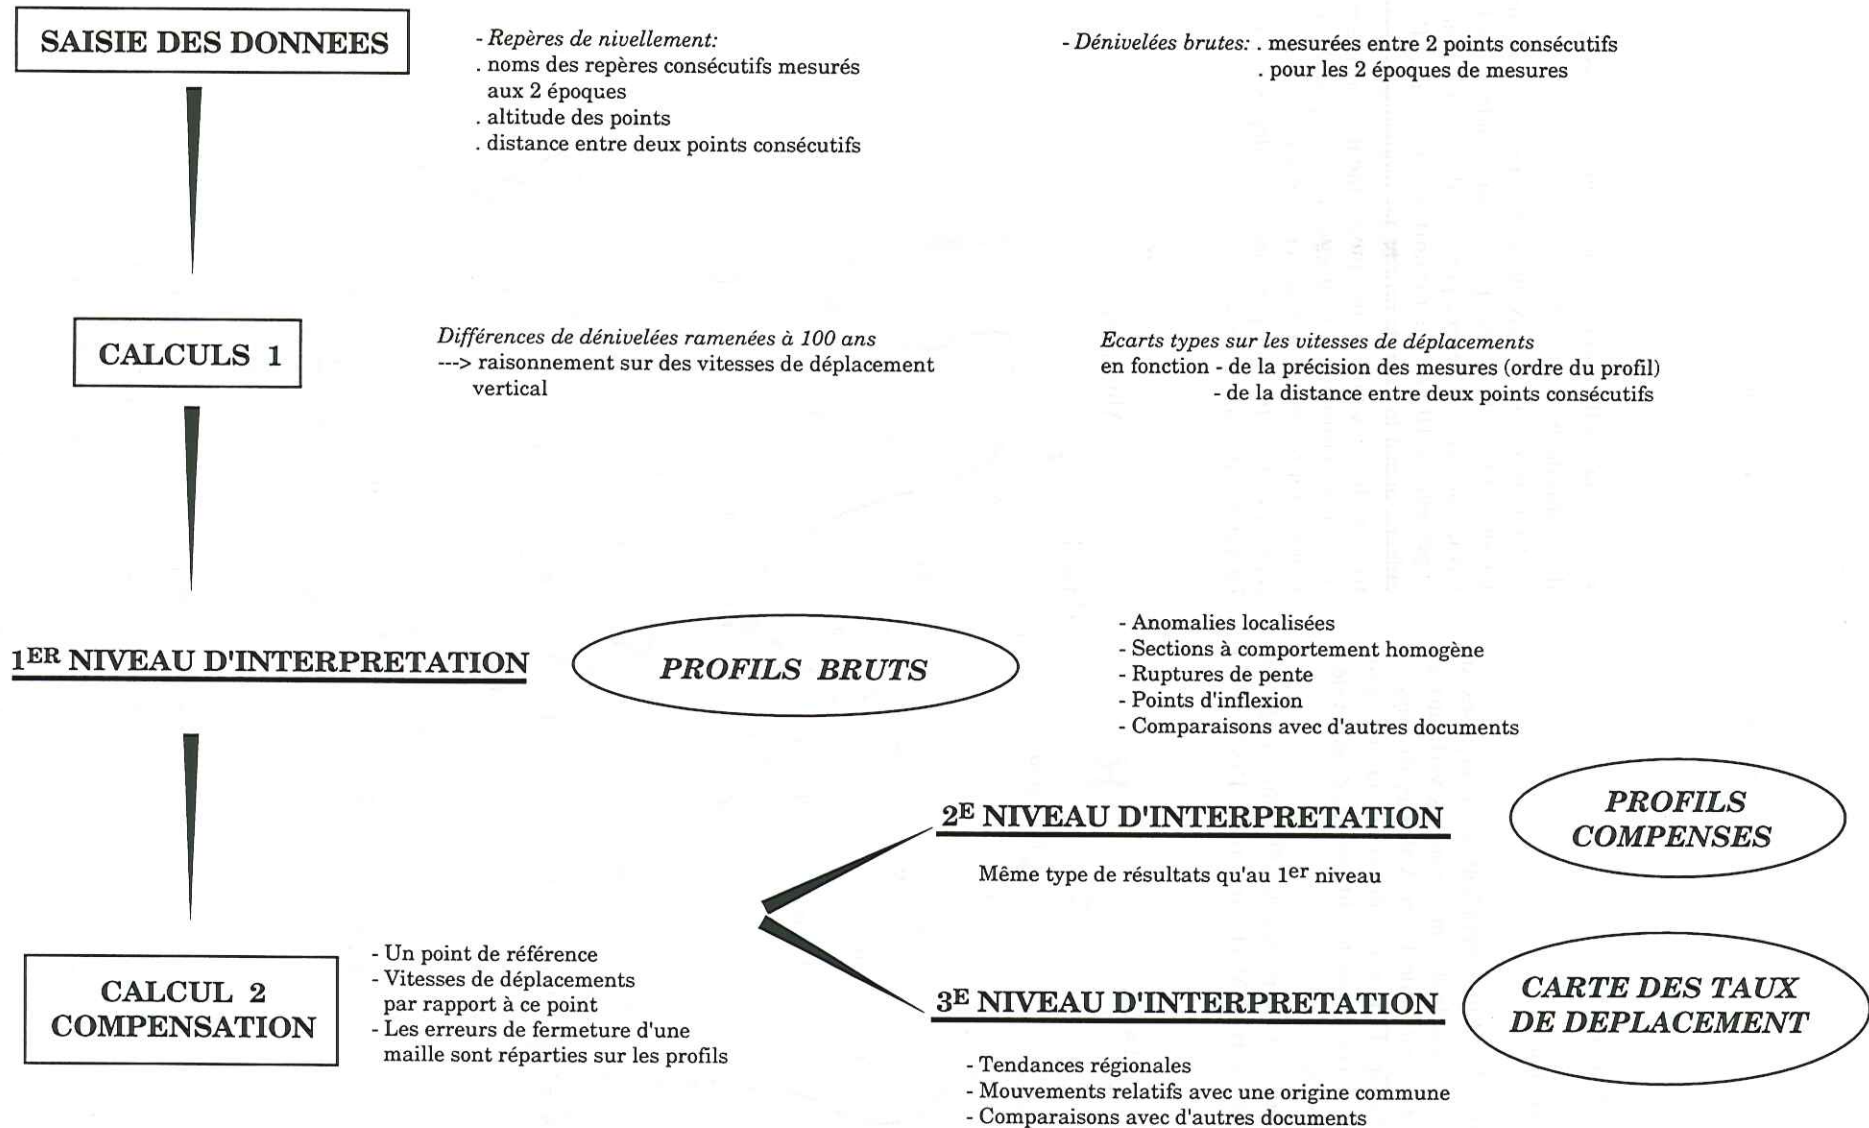 SAISIE DES DONNEES
- Repères de nivellement:
. noms des repères consécutifs mesurés
aux 2 époques
. altitude des points
. distance entre deux points consécutifs
- Dénivelées brutes: . mesurées entre 2 points consécutifs
. pour les 2 époques de mesures
CALCULS 1
Différences de dénivelées ramenées à 100 ans
---> raisonnement sur des vitesses de déplacement
vertical
Ecarts types sur les vitesses de déplacements
en fonction - de la précision des mesures (ordre du profil)
- de la distance entre deux points consécutifs
1ER NIVEAU D'INTERPRETATION
PROFILS BRUTS
- Anomalies localisées
- Sections à comportement homogène
- Ruptures de pente
- Points d'inflexion
- Comparaisons avec d'autres documents
2E NIVEAU D'INTERPRETATION
Même type de résultats qu'au 1er niveau
PROFILS
COMPENSES
CALCUL 2
COMPENSATION
- Un point de référence
- Vitesses de déplacements
par rapport à ce point
- Les erreurs de fermeture d'une
maille sont réparties sur les profils
3E NIVEAU D'INTERPRETATION
- Tendances régionales
- Mouvements relatifs avec une origine commune
- Comparaisons avec d'autres documents
CARTE DES TAUX
DE DEPLACEMENT